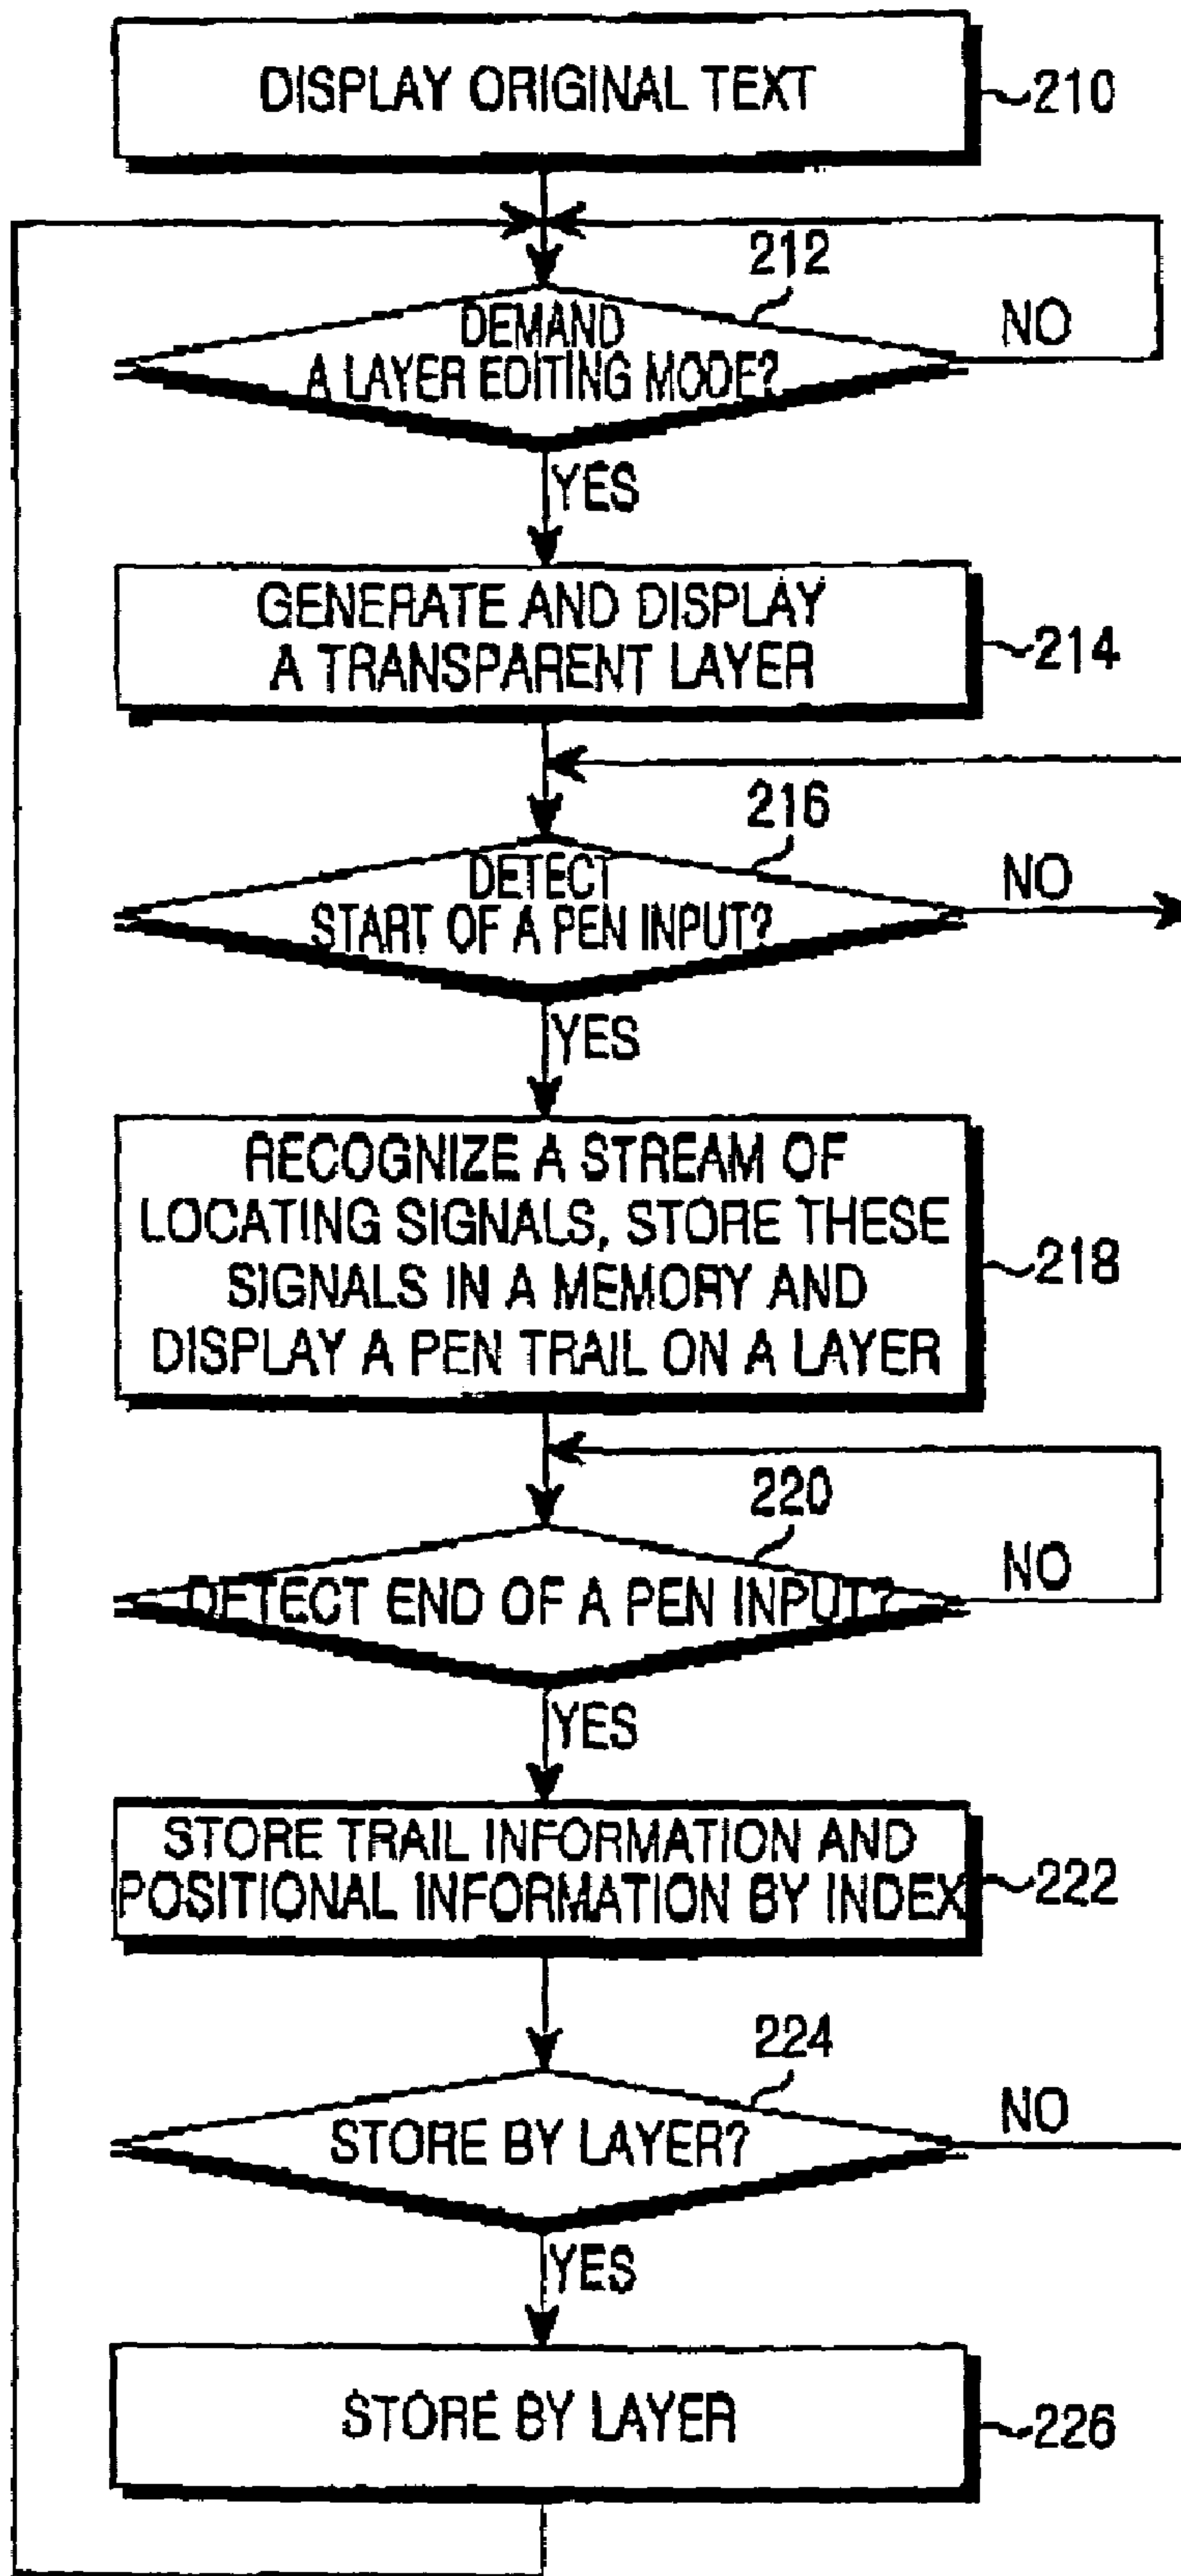 DISPLAY ORIGINAL TEXT
210
212
DEMAND
A LAYER EDITING MODE?
NO
YES
GENERATE AND DISPLAY
A TRANSPARENT LAYER
214
216
DETECT
START OF A PEN INPUT?
NO
YES
RECOGNIZE A STREAM OF
LOCATING SIGNALS, STORE THESE
SIGNALS IN A MEMORY AND
DISPLAY A PEN TRAIL ON A LAYER
218
220
DETECT END OF A PEN INPUT?
NO
YES
STORE TRAIL INFORMATION AND
POSITIONAL INFORMATION BY INDEX
222
224
STORE BY LAYER?
NO
YES
STORE BY LAYER
226